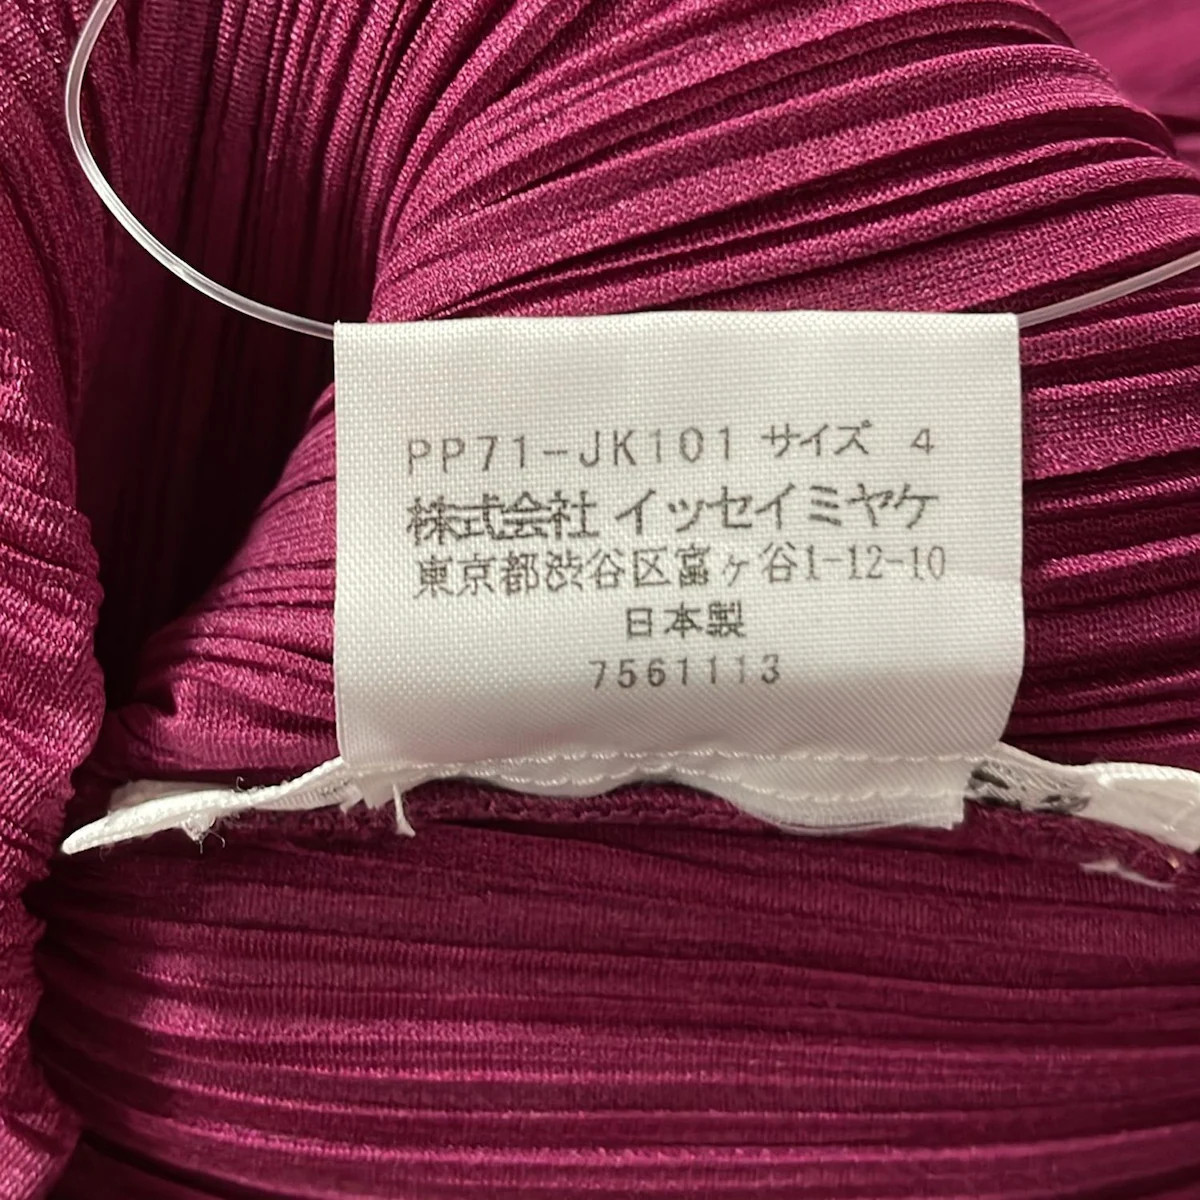 PP71-JK101 サイズ 4
株式会社 イッセイミヤケ
東京都渋谷区富ヶ谷1-12-10
日本製
7561113